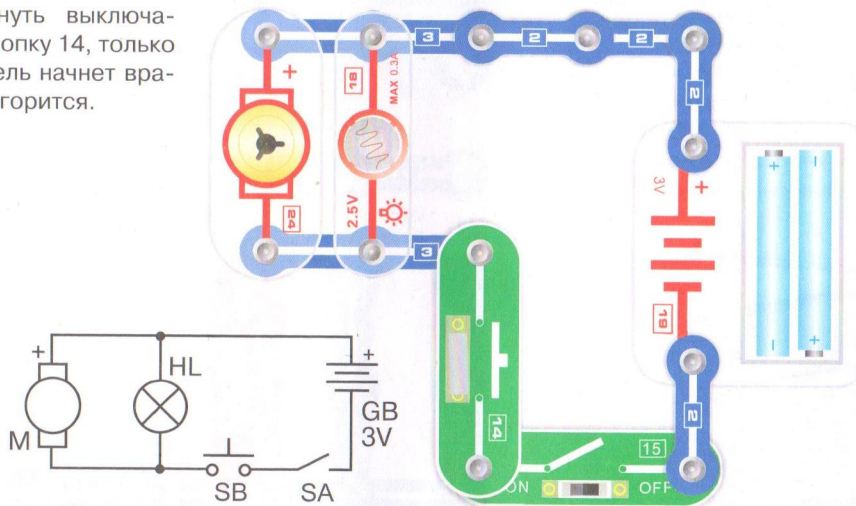 нуть выключа-
опку 14, только
ель начнет вра-
горится.
3
2
2
2
+
18
MAX 0.3A
24
2.5V
3
3V
+
19
+ -
- +
2
14
15
ON OFF
+
HL
+
M
GB
3V
SB SA